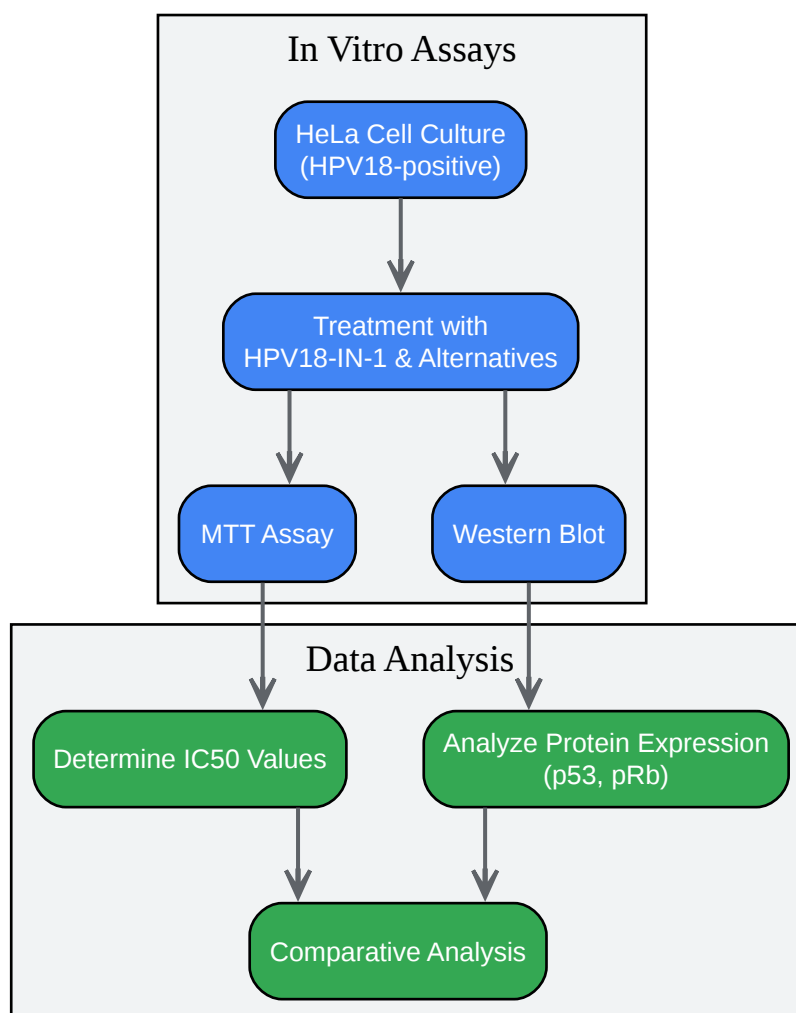 In Vitro Assays
HeLa Cell Culture
(HPV18-positive)
Treatment with
HPV18-IN-1 & Alternatives
MTT Assay
Western Blot
Data Analysis
Determine IC50 Values
Analyze Protein Expression
(p53, pRb)
Comparative Analysis